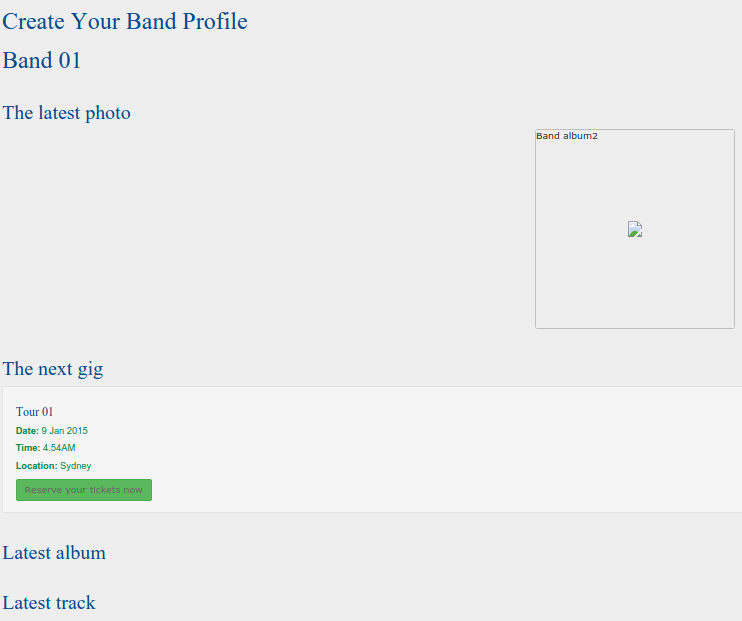 Create Your Band Profile
Band 01
The latest photo
Band album2
The next gig
Tour 01
Date: 9 Jan 2015
Time: 4.54AM
Location: Sydney
Reserve your tickets now
Latest album
Latest track